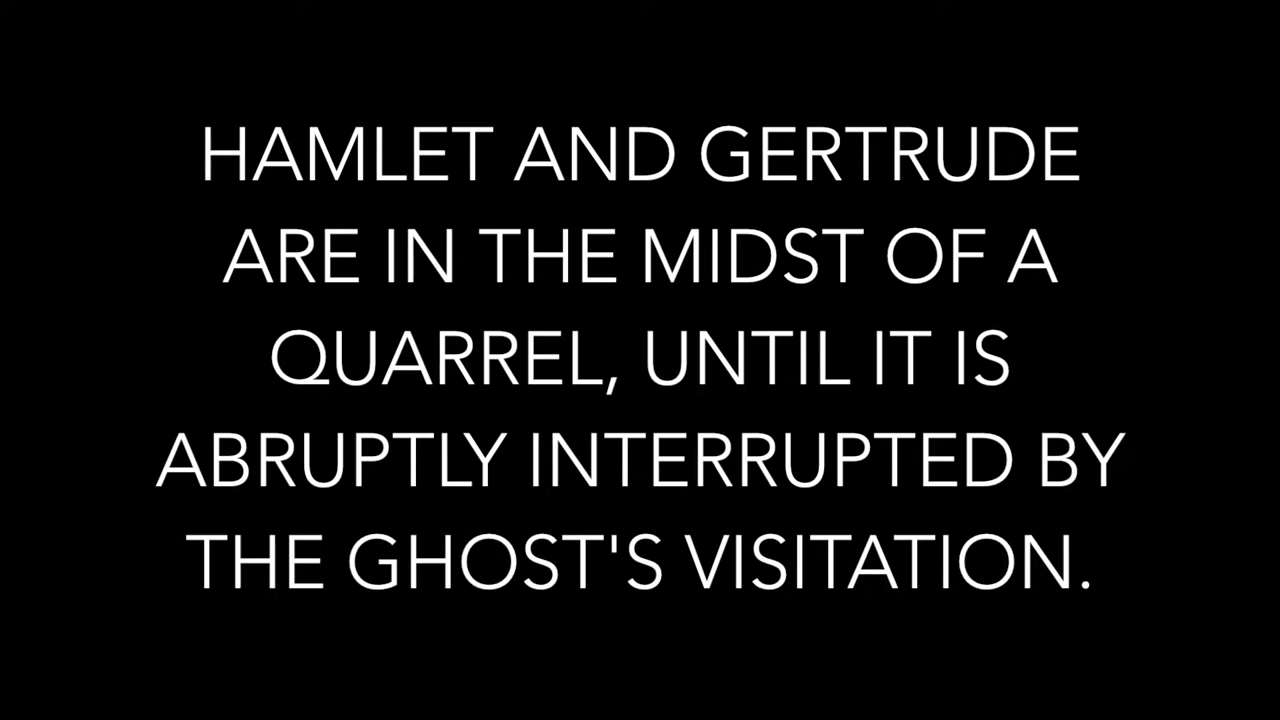 HAMLET AND GERTRUDE
ARE IN THE MIDST OF A
QUARREL, UNTIL IT IS
ABRUPTLY INTERRUPTED BY
THE GHOST'S VISITATION.